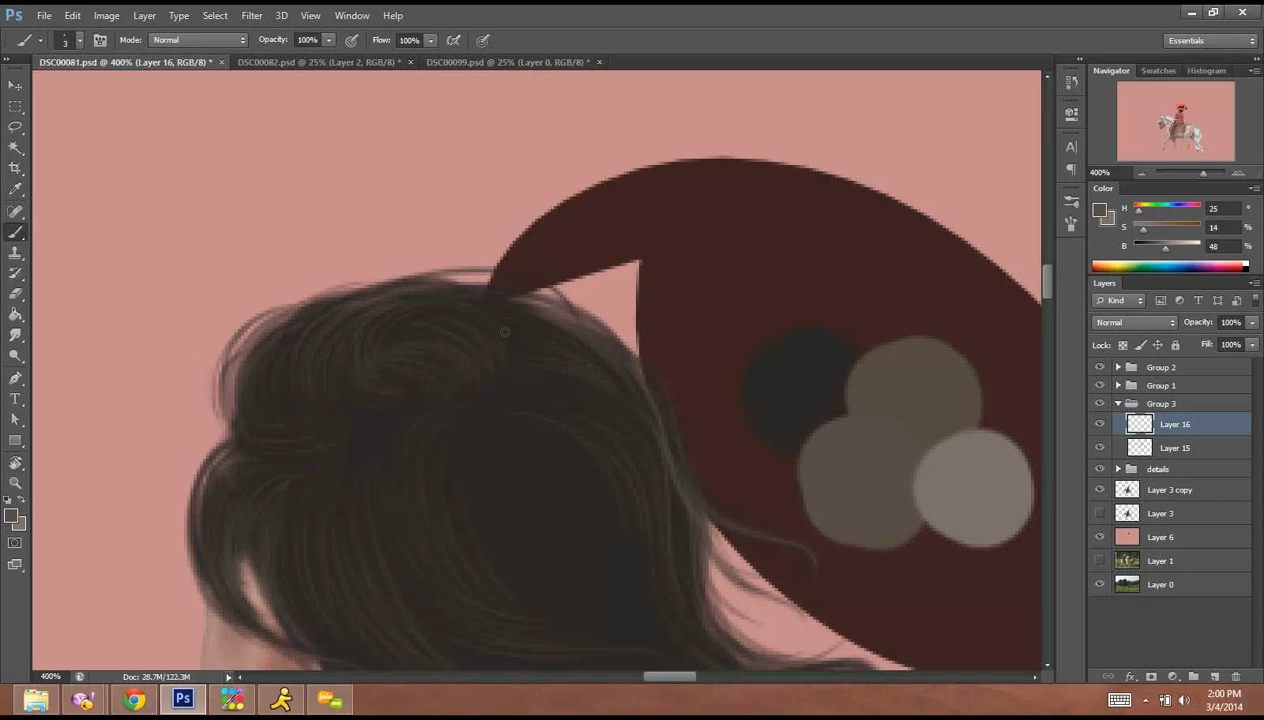 Ps File Edit Image Layer Type Select Filter 3D View Window Help
3 Mode: Normal Opacity: 100% Flow: 100% Essentials
DSC00081.psd @ 400% (Layer 16, RGB/8) * × DSC00082.psd @ 25% (Layer 2, RGB/8) * × DSC00099.psd @ 25% (Layer 0, RGB/8) * ×
Navigator Swatches Histogram
400%
Color
H 25 °
S 14 %
B 48 %
Layers
Kind
Normal Opacity: 100%
Lock: Fill: 100%
Group 2
Group 1
Group 3
Layer 16
Layer 15
details
Layer 3 copy
Layer 3
Layer 6
Layer 1
Layer 0
400% Doc: 28.7M/122.3M
fx
Ps
2:00 PM
3/4/2014